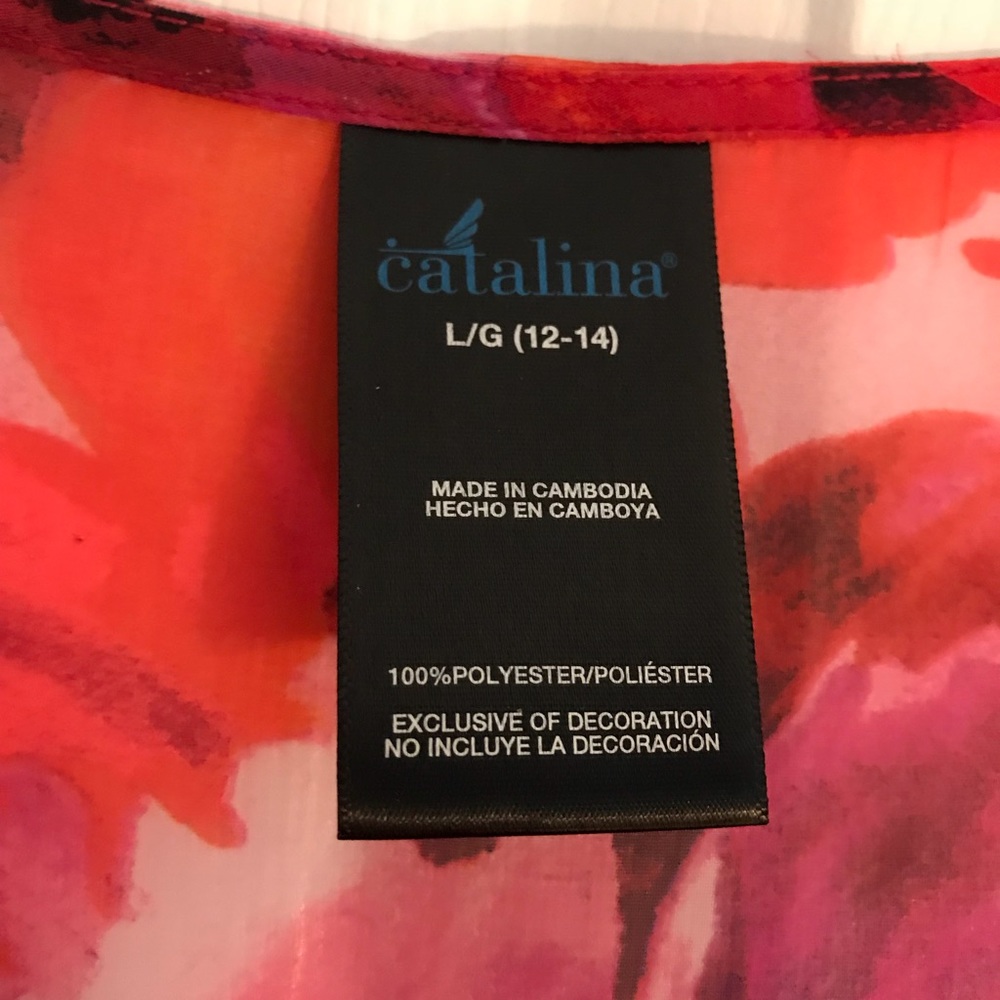 catalina®
L/G (12-14)
MADE IN CAMBODIA
HECHO EN CAMBOYA
100%POLYESTER/POLIÉSTER
EXCLUSIVE OF DECORATION
NO INCLUYE LA DECORACIÓN